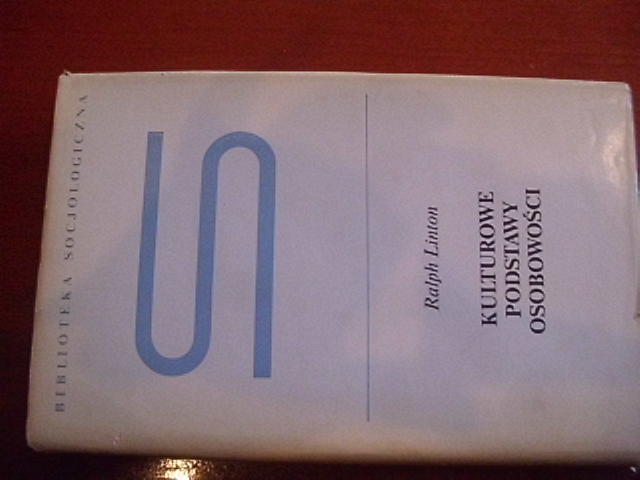 BIBLIOTEKA SOCJOLOGICZNA
S
Ralph Linton
KULTUROWE
PODSTAWY
OSOBOWOŚCI